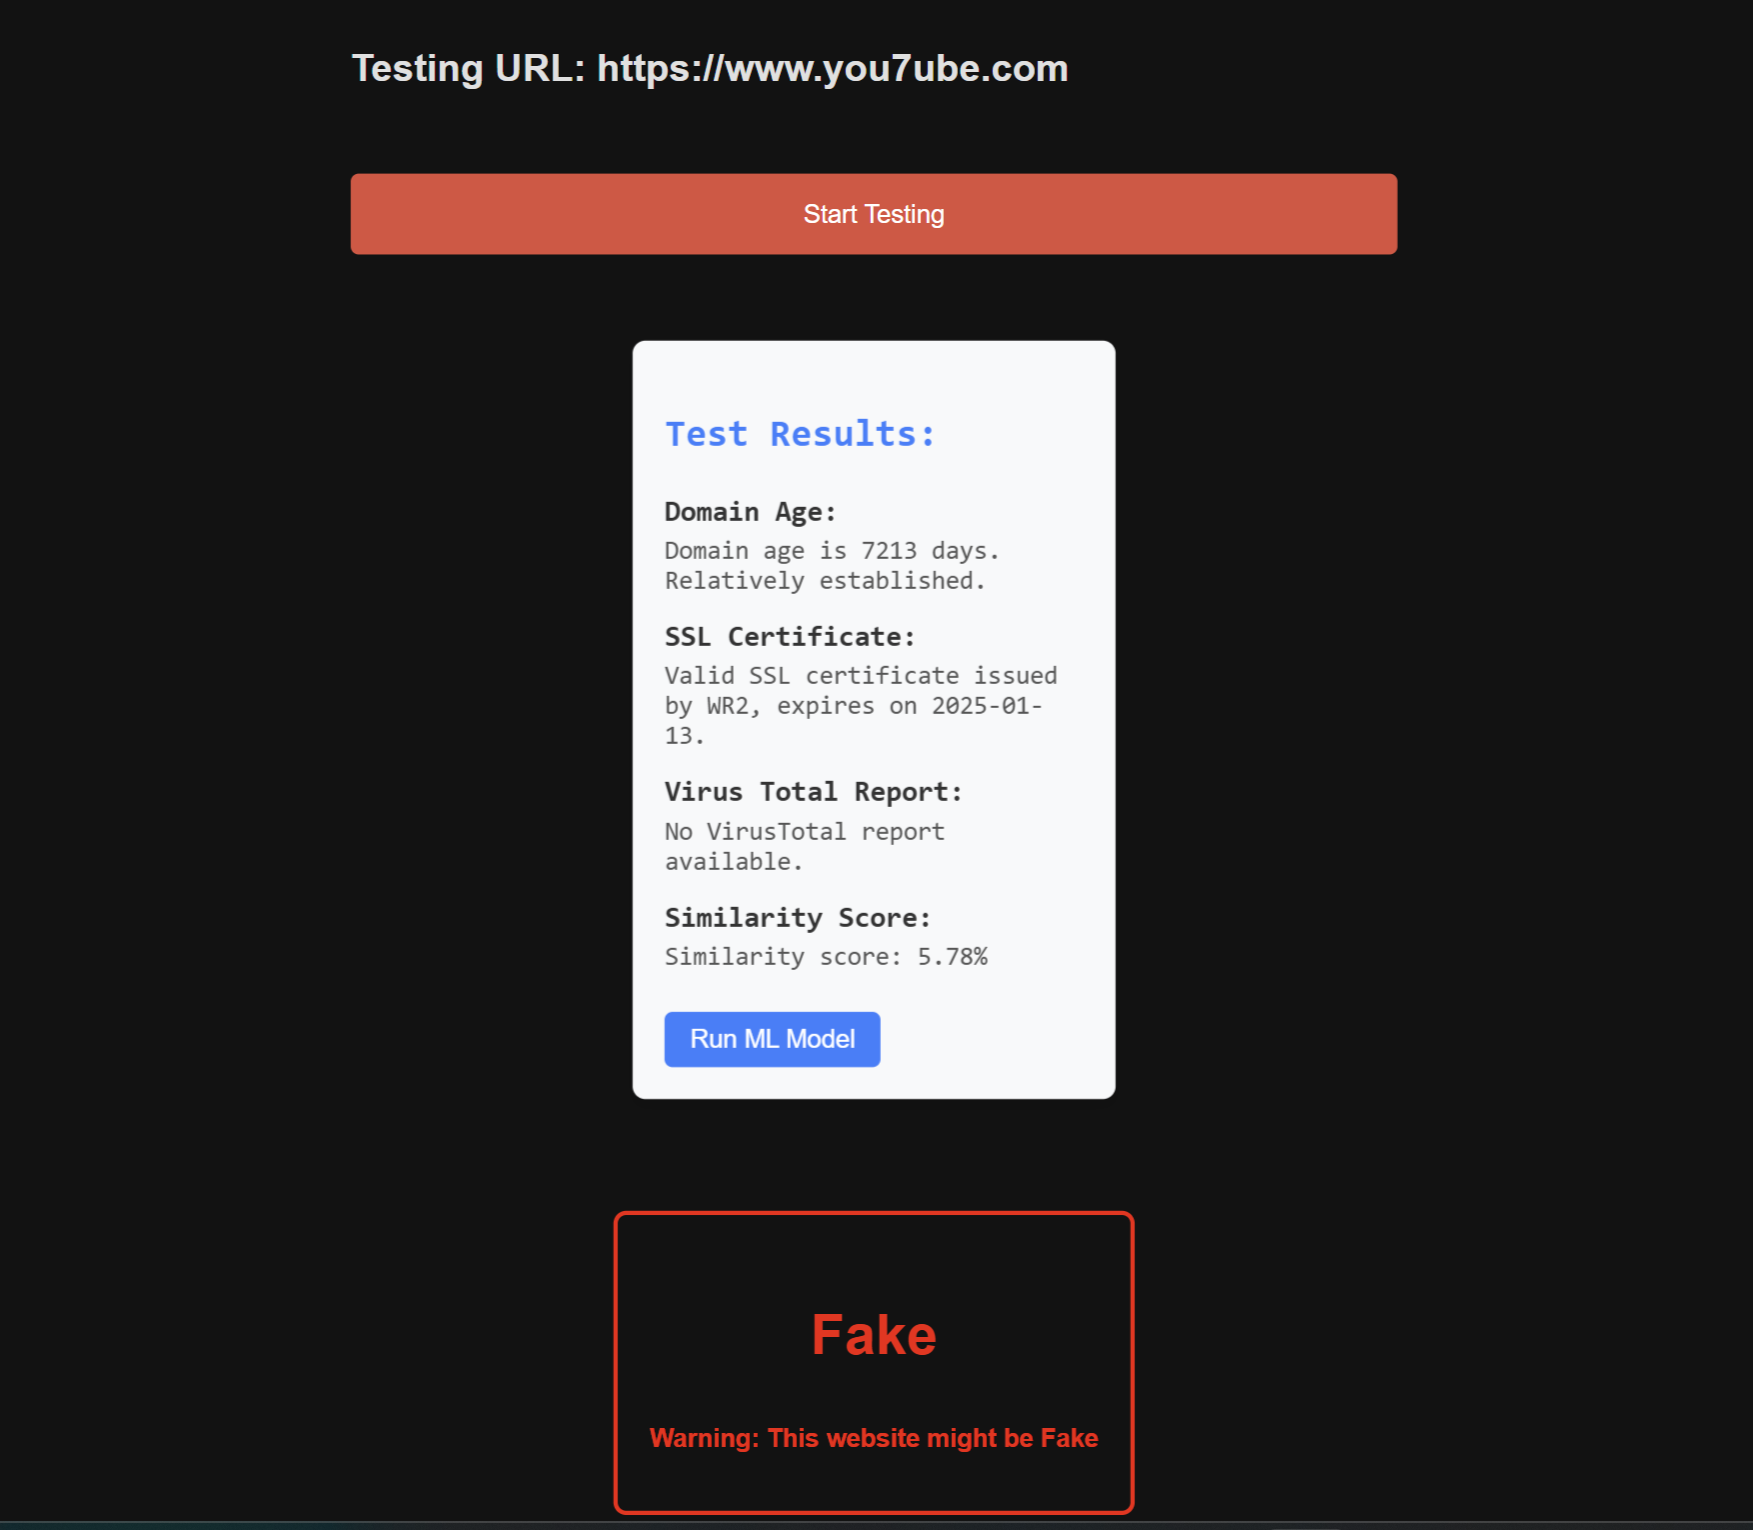 Testing URL: https://www.you7ube.com
Start Testing
Test Results:
Domain Age:
Domain age is 7213 days.
Relatively established.
SSL Certificate:
Valid SSL certificate issued
by WR2, expires on 2025-01-
13.
Virus Total Report:
No VirusTotal report
available.
Similarity Score:
Similarity score: 5.78%
Run ML Model
Fake
Warning: This website might be Fake